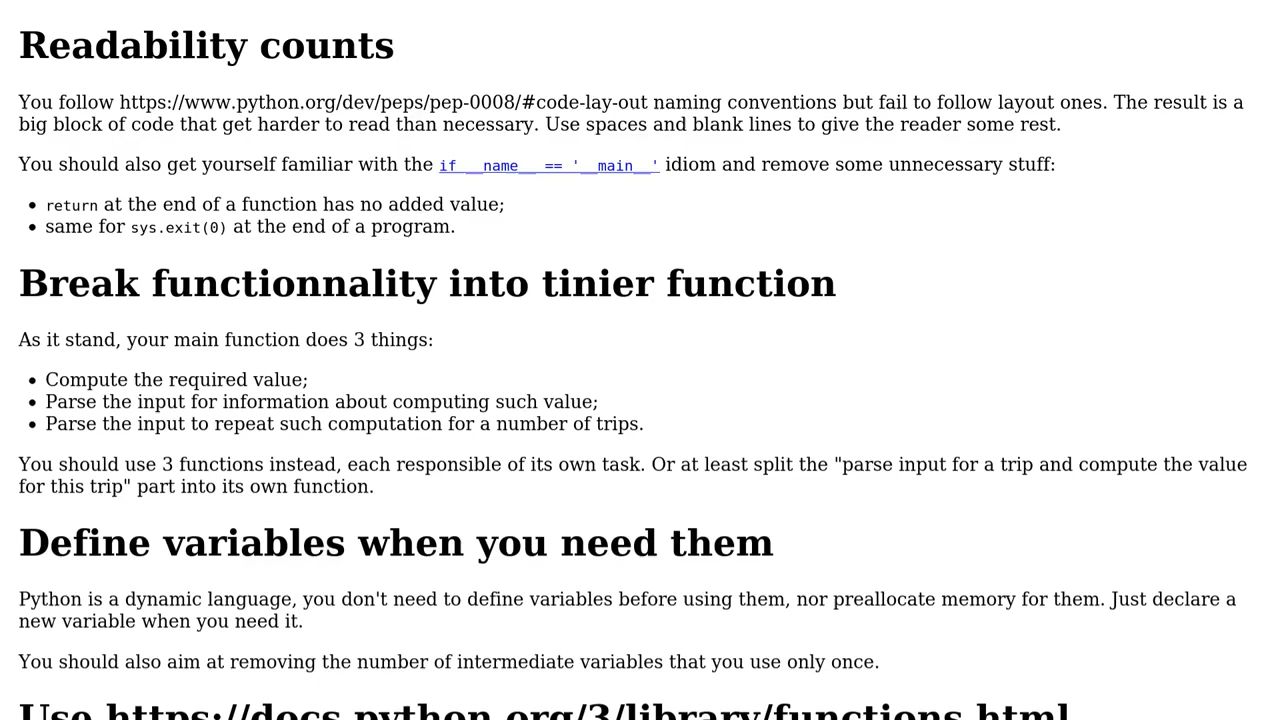 Readability counts
You follow https://www.python.org/dev/peps/pep-0008/#code-lay-out naming conventions but fail to follow layout ones. The result is a
big block of code that get harder to read than necessary. Use spaces and blank lines to give the reader some rest.
You should also get yourself familiar with the if __name__ == '__main__' idiom and remove some unnecessary stuff:
• return at the end of a function has no added value;
• same for sys.exit(0) at the end of a program.
Break functionnality into tinier function
As it stand, your main function does 3 things:
• Compute the required value;
• Parse the input for information about computing such value;
• Parse the input to repeat such computation for a number of trips.
You should use 3 functions instead, each responsible of its own task. Or at least split the "parse input for a trip and compute the value
for this trip" part into its own function.
Define variables when you need them
Python is a dynamic language, you don't need to define variables before using them, nor preallocate memory for them. Just declare a
new variable when you need it.
You should also aim at removing the number of intermediate variables that you use only once.
Use https://docs.python.org/3/library/functions.html